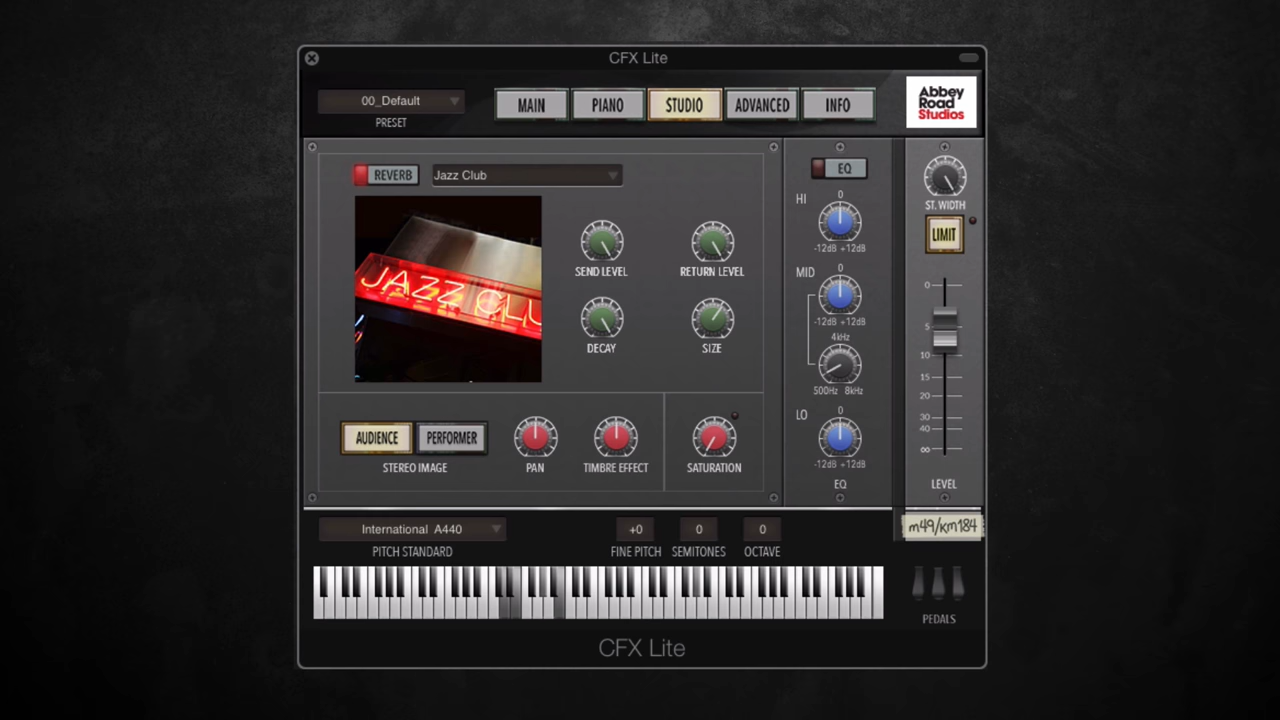 CFX Lite
00_Default
PRESET
MAIN
PIANO
STUDIO
ADVANCED
INFO
Abbey
Road
Studios
REVERB
Jazz Club
JAZZ CLU
SEND LEVEL
RETURN LEVEL
DECAY
SIZE
AUDIENCE
PERFORMER
STEREO IMAGE
PAN
TIMBRE EFFECT
SATURATION
EQ
HI
0
-12dB +12dB
MID
0
-12dB +12dB
4kHz
500Hz 8kHz
LO
0
-12dB +12dB
EQ
ST. WIDTH
LIMIT
0
5
10
15
20
30
40
∞
LEVEL
m49/km184
International A440
PITCH STANDARD
+0
FINE PITCH
0
SEMITONES
0
OCTAVE
PEDALS
CFX Lite